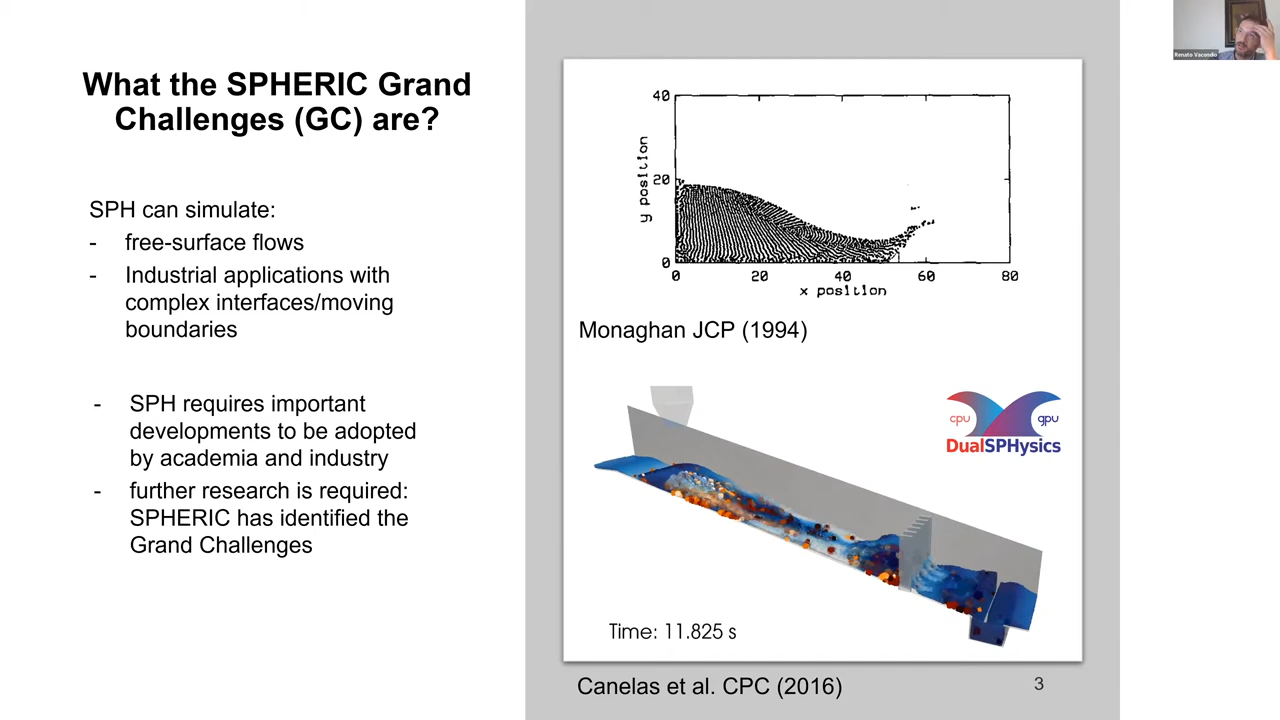 What the SPHERIC Grand
Challenges (GC) are?
SPH can simulate:
- free-surface flows
- Industrial applications with
complex interfaces/moving
boundaries
- SPH requires important
developments to be adopted
by academia and industry
- further research is required:
SPHERIC has identified the
Grand Challenges
40
20
0
y position
0 20 40 60 80
x position
Monaghan JCP (1994)
cpu gpu
DualSPHysics
Time: 11.825 s
Canelas et al. CPC (2016)
3
Renato Vacondio